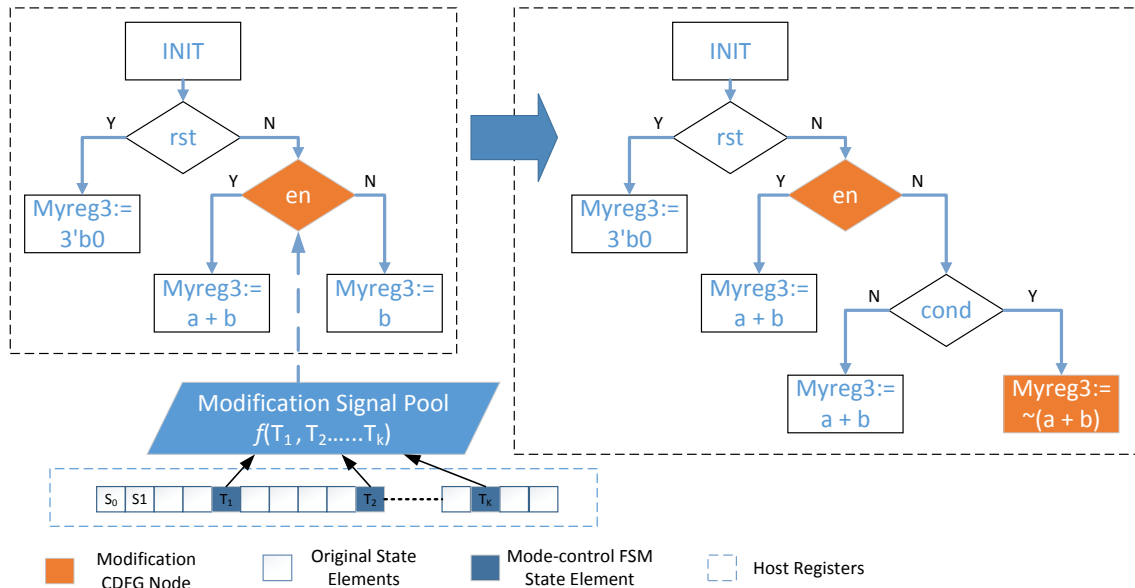 INIT
Y
N
rst
Myreg3:=
3'b0
Y
N
en
Myreg3:=
a + b
Myreg3:=
b
INIT
Y
N
rst
Myreg3:=
3'b0
Y
N
en
Myreg3:=
a + b
N
Y
cond
Myreg3:=
a + b
Myreg3:=
~(a + b)
Modification Signal Pool
f(T₁ , T₂......Tₖ)
S₀ S1 T₁ T₂ Tₖ
Modification
CDFG Node
Original State
Elements
Mode-control FSM
State Element
Host Registers